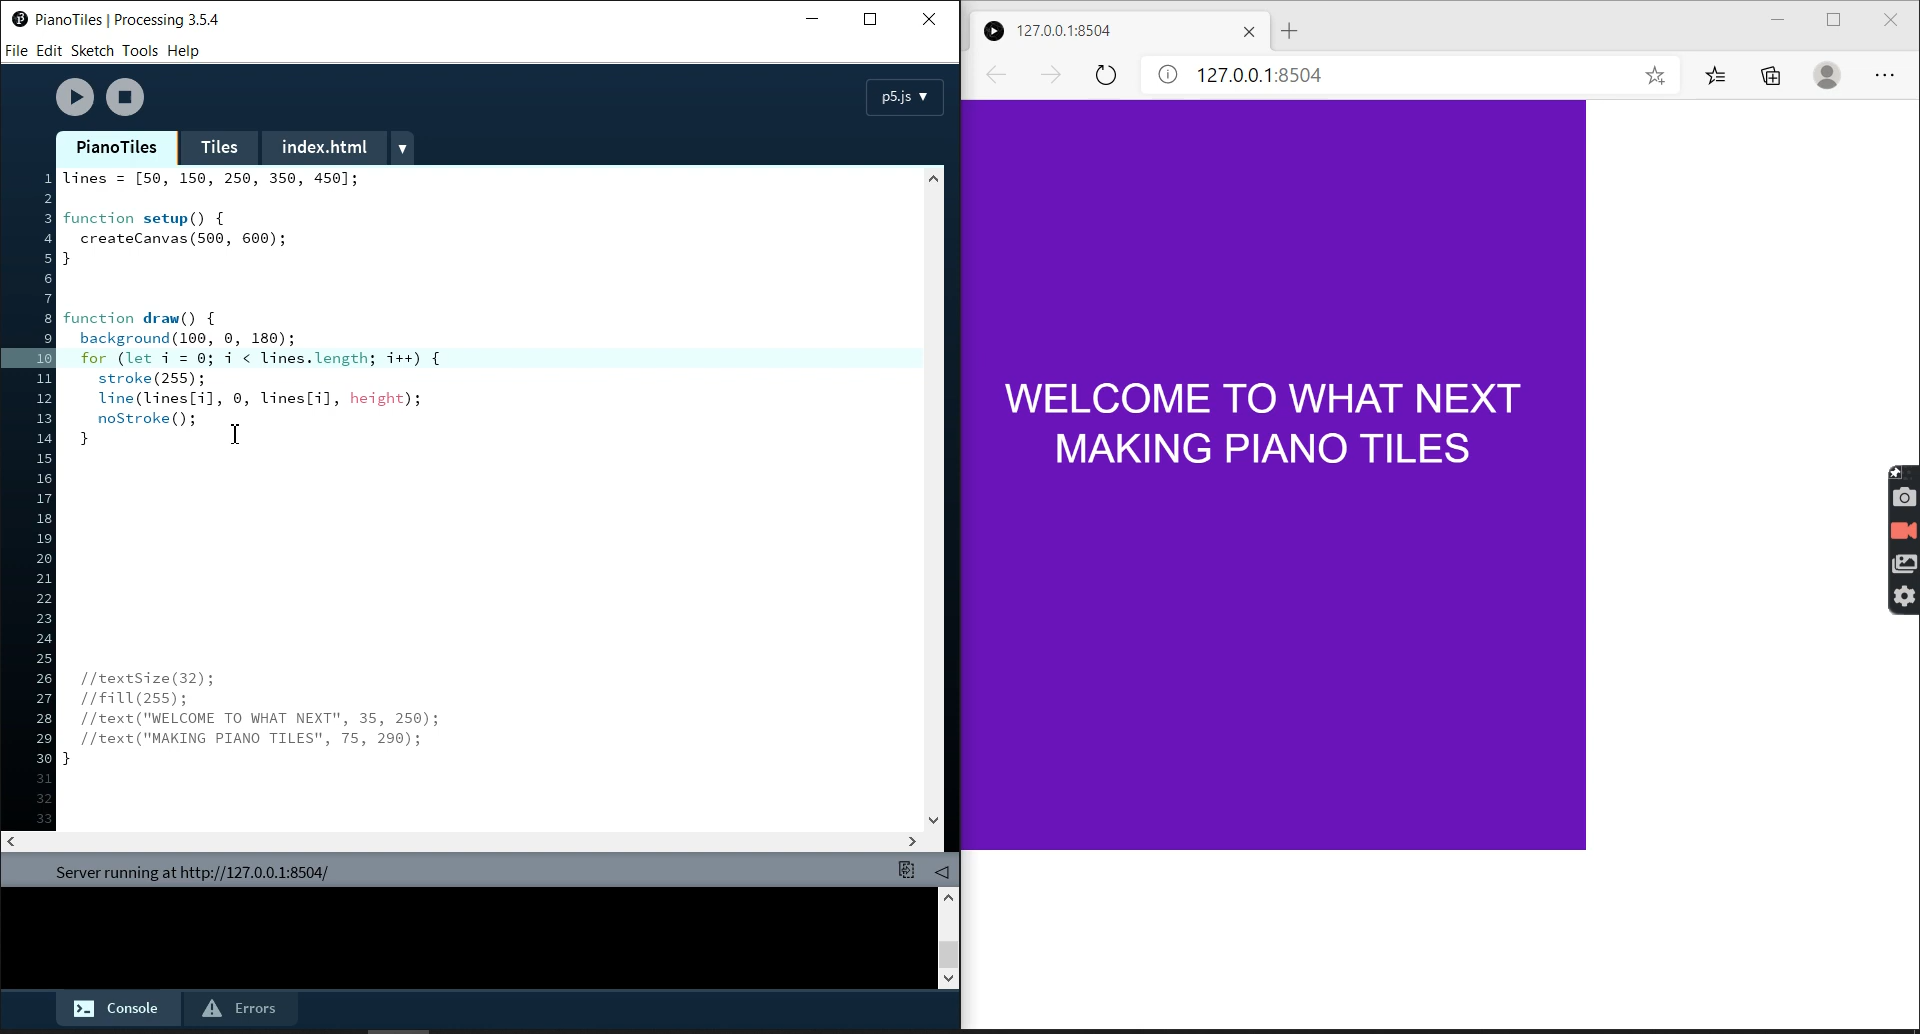 PianoTiles | Processing 3.5.4
File Edit Sketch Tools Help
p5.js ▼
PianoTiles Tiles index.html ▼
1 lines = [50, 150, 250, 350, 450];
2
3 function setup() {
4 createCanvas(500, 600);
5 }
6
7
8 function draw() {
9 background(100, 0, 180);
10 for (let i = 0; i < lines.length; i++) {
11 stroke(255);
12 line(lines[i], 0, lines[i], height);
13 noStroke();
14 }
15
16
17
18
19
20
21
22
23
24
25
26 //textSize(32);
27 //fill(255);
28 //text("WELCOME TO WHAT NEXT", 35, 250);
29 //text("MAKING PIANO TILES", 75, 290);
30 }
31
32
33
Server running at http://127.0.0.1:8504/
Console Errors
127.0.0.1:8504
127.0.0.1:8504
WELCOME TO WHAT NEXT
MAKING PIANO TILES